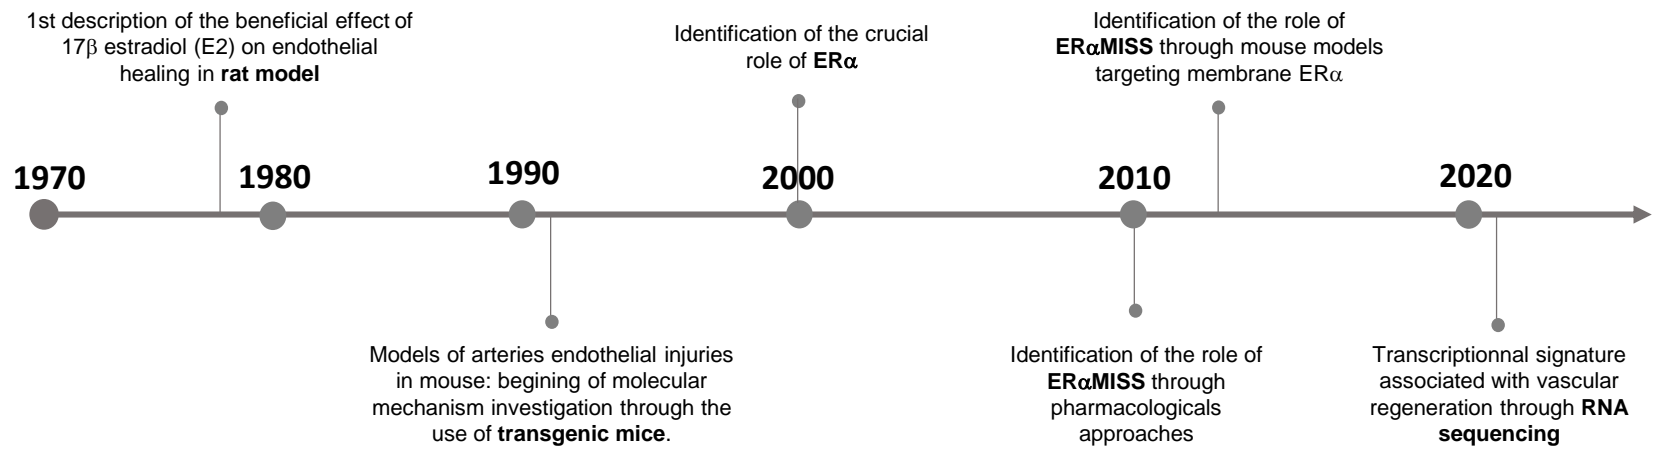 1st description of the beneficial effect of
17β estradiol (E2) on endothelial
healing in rat model
Identification of the crucial
role of ERα
Identification of the role of
ERαMISS through mouse models
targeting membrane ERα
1970
1980
1990
2000
2010
2020
Models of arteries endothelial injuries
in mouse: begining of molecular
mechanism investigation through the
use of transgenic mice.
Identification of the role of
ERαMISS through
pharmacologicals
approaches
Transcriptionnal signature
associated with vascular
regeneration through RNA
sequencing